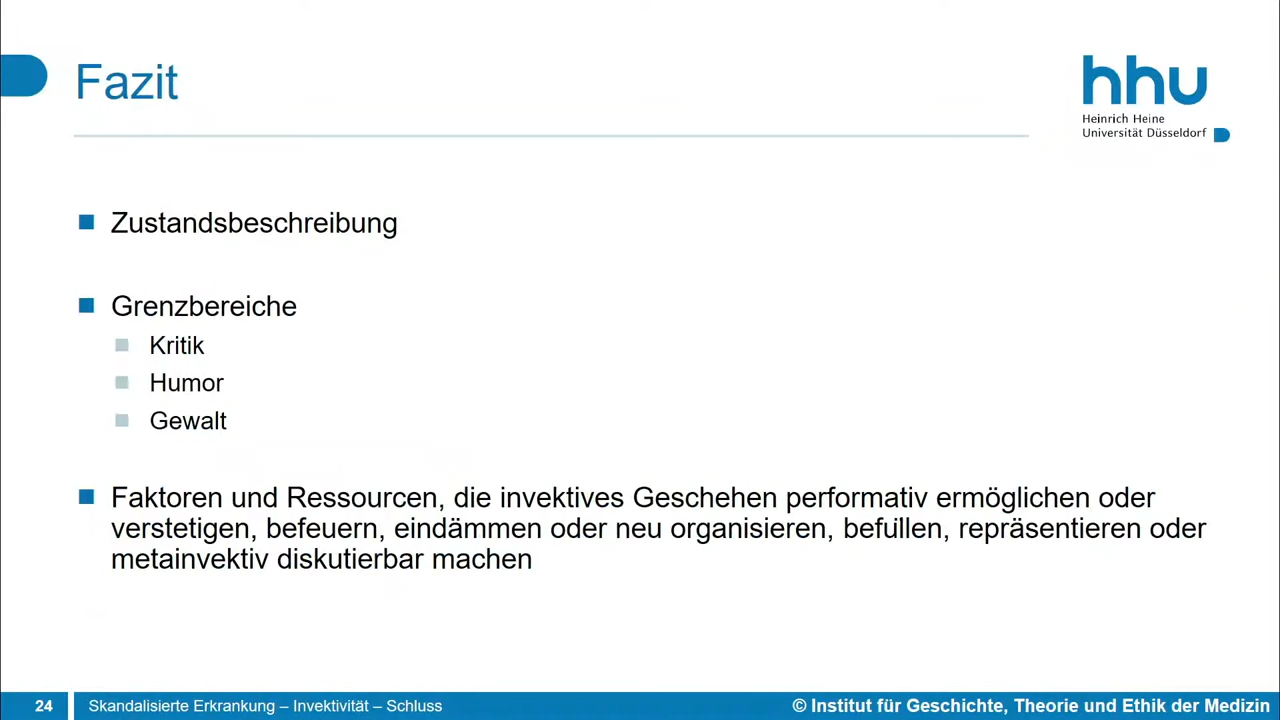 Fazit
hhu
Heinrich Heine
Universität Düsseldorf
Zustandsbeschreibung
Grenzbereiche
Kritik
Humor
Gewalt
Faktoren und Ressourcen, die invektives Geschehen performativ ermöglichen oder
verstetigen, befeuern, eindämmen oder neu organisieren, befüllen, repräsentieren oder
metainvektiv diskutierbar machen
24
Skandalisierte Erkrankung – Invektivität – Schluss
© Institut für Geschichte, Theorie und Ethik der Medizin